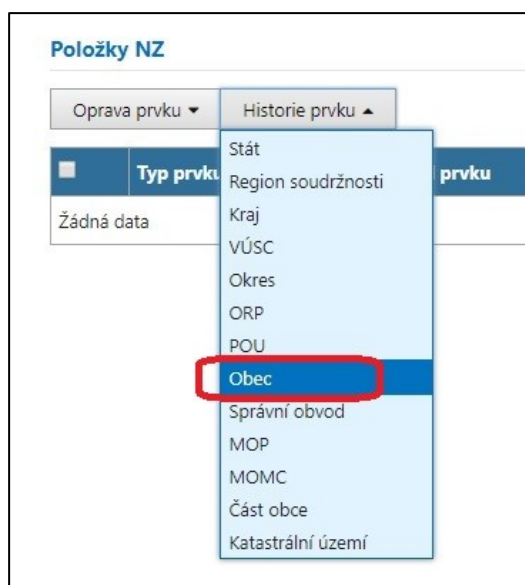 Položky NZ
Oprava prvku Historie prvku
Typ prvku prvku
Žádná data
Stát
Region soudržnosti
Kraj
VÚSC
Okres
ORP
POU
Obec
Správní obvod
MOP
MOMC
Část obce
Katastrální území